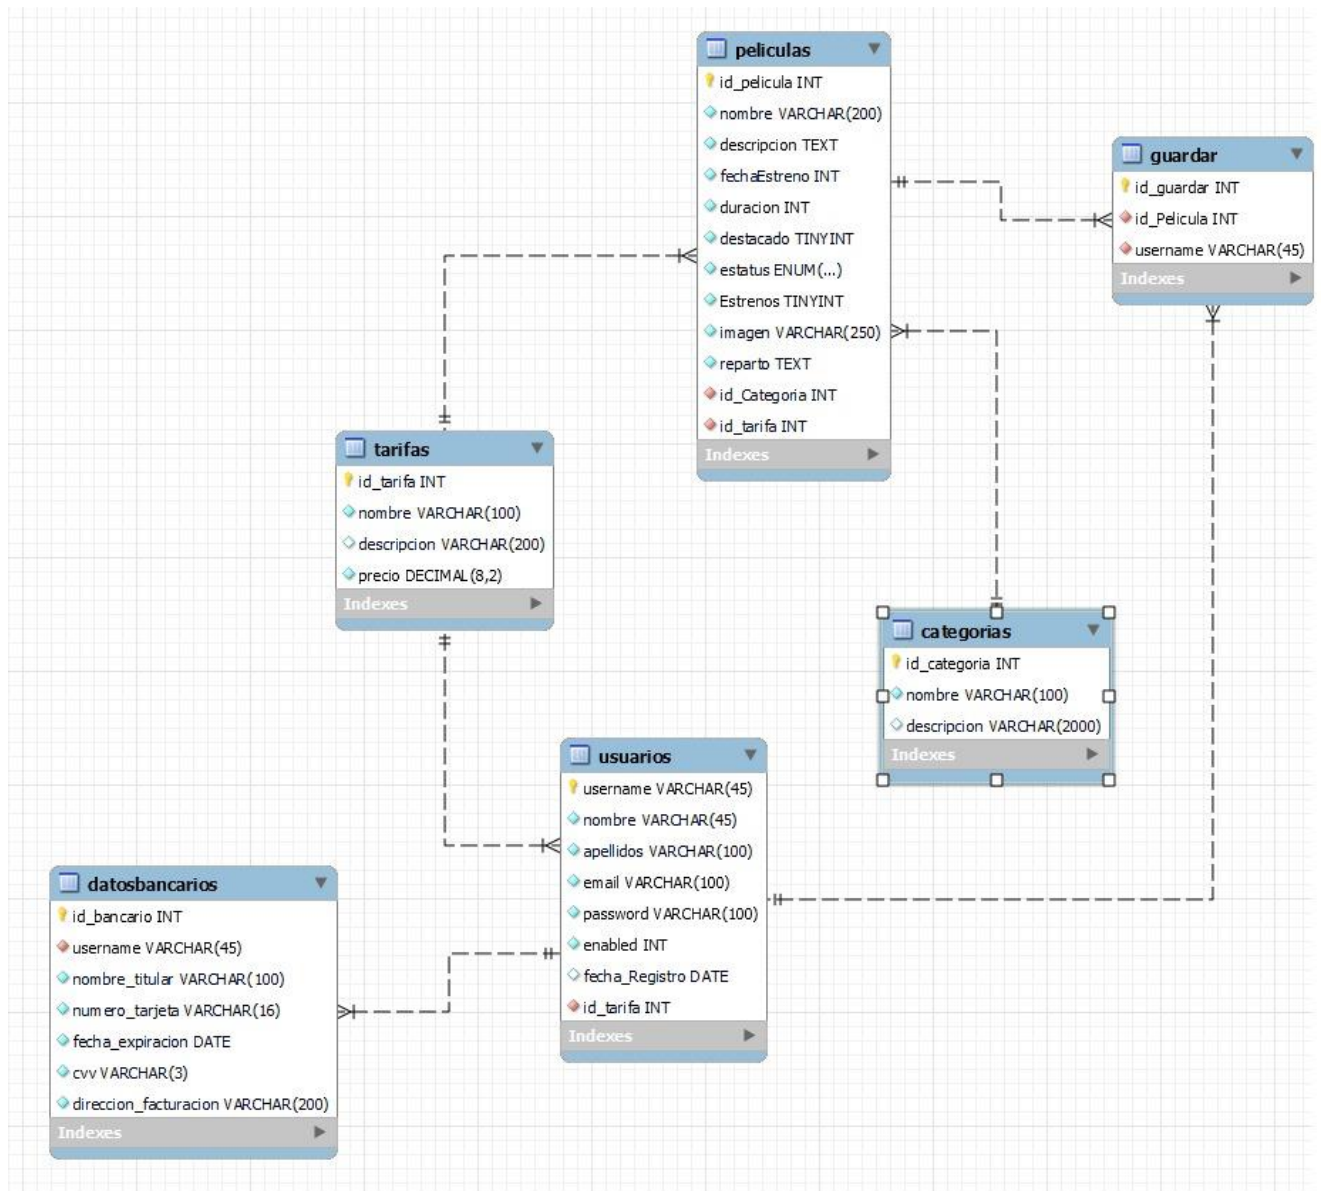 peliculas
id_pelicula INT
nombre VARCHAR(200)
descripcion TEXT
fechaEstreno INT
duracion INT
destacado TINYINT
estatus ENUM(...)
Estrenos TINYINT
imagen VARCHAR(250)
reparto TEXT
id_Categoria INT
id_tarifa INT
Indexes
guardar
id_guardar INT
id_Pelicula INT
username VARCHAR(45)
Indexes
tarifas
id_tarifa INT
nombre VARCHAR(100)
descripcion VARCHAR(200)
precio DECIMAL(8,2)
Indexes
categorias
id_categoria INT
nombre VARCHAR(100)
descripcion VARCHAR(2000)
Indexes
usuarios
username VARCHAR(45)
nombre VARCHAR(45)
apellidos VARCHAR(100)
email VARCHAR(100)
password VARCHAR(100)
enabled INT
fecha_Registro DATE
id_tarifa INT
Indexes
datosbancarios
id_bancario INT
username VARCHAR(45)
nombre_titular VARCHAR(100)
numero_tarjeta VARCHAR(16)
fecha_expiracion DATE
cvv VARCHAR(3)
direccion_facturacion VARCHAR(200)
Indexes